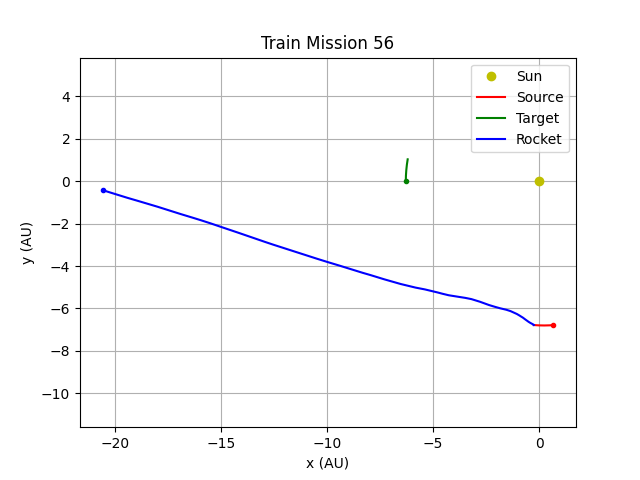 Train Mission 56
Sun
Source
Target
Rocket
y (AU)
4
2
0
−2
−4
−6
−8
−10
−20
−15
−10
−5
0
x (AU)